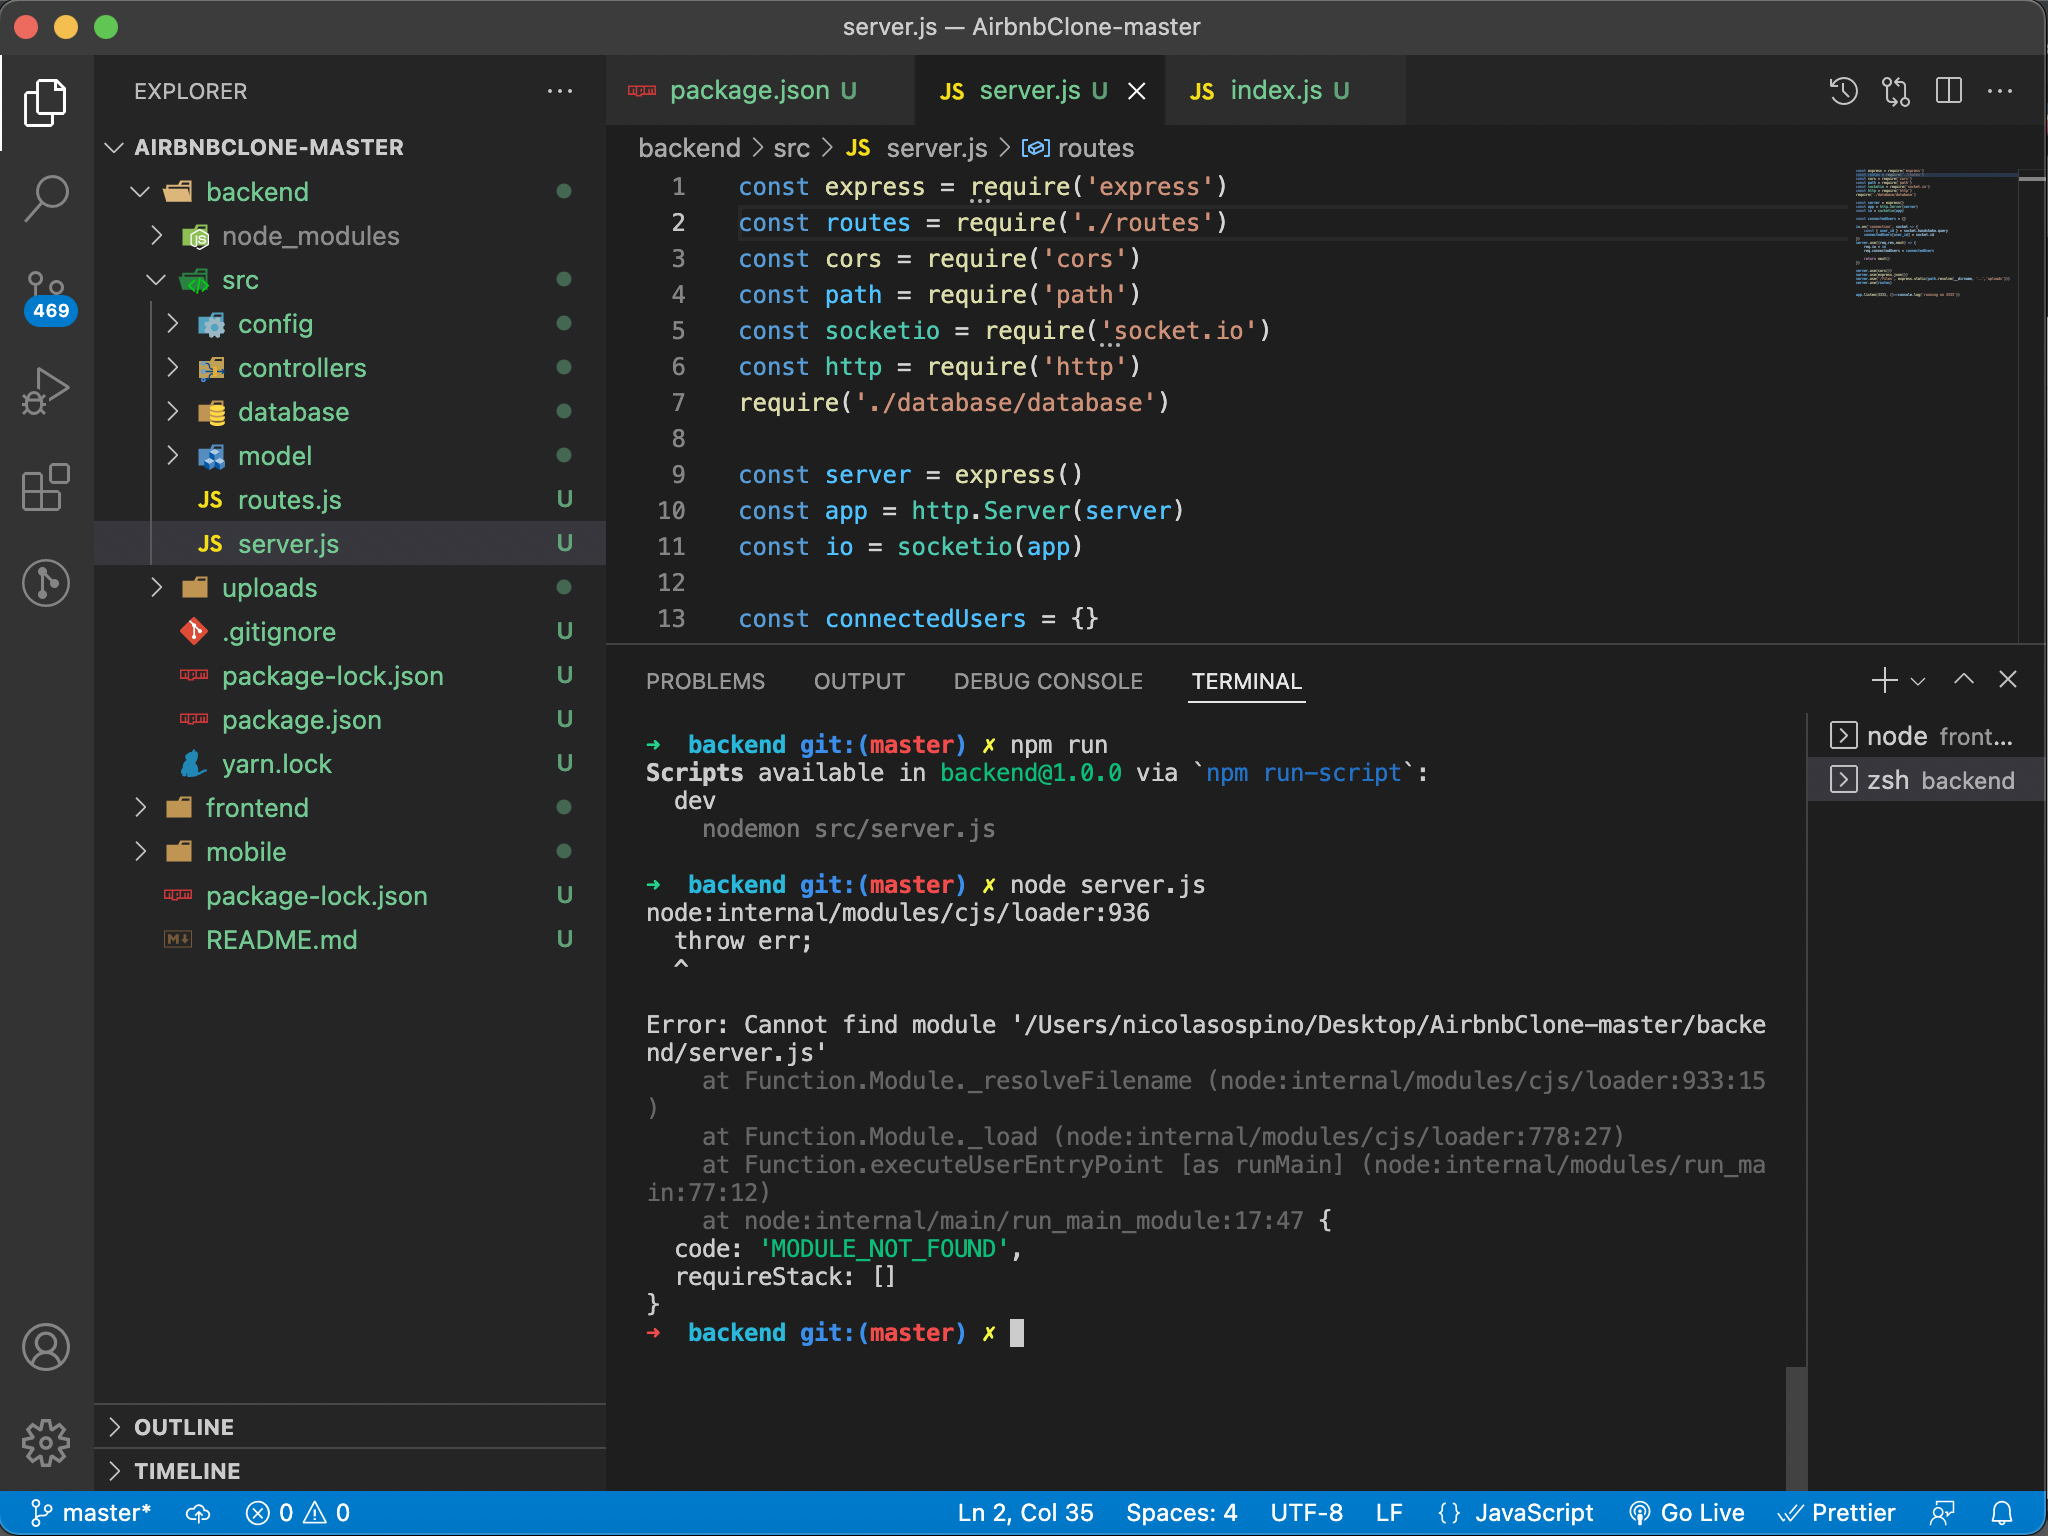 server.js — AirbnbClone-master
EXPLORER
AIRBNBCLONE-MASTER
backend
node_modules
src
config
controllers
database
model
JS routes.js U
JS server.js U
uploads
.gitignore U
package-lock.json U
package.json U
yarn.lock U
frontend
mobile
package-lock.json U
README.md U
469
OUTLINE
TIMELINE
package.json U
JS server.js U
JS index.js U
backend > src > JS server.js > routes
1 const express = require('express')
2 const routes = require('./routes')
3 const cors = require('cors')
4 const path = require('path')
5 const socketio = require('socket.io')
6 const http = require('http')
7 require('./database/database')
8
9 const server = express()
10 const app = http.Server(server)
11 const io = socketio(app)
12
13 const connectedUsers = {}
PROBLEMS OUTPUT DEBUG CONSOLE TERMINAL
➜ backend git:(master) ✗ npm run
Scripts available in backend@1.0.0 via `npm run-script`:
dev
nodemon src/server.js
➜ backend git:(master) ✗ node server.js
node:internal/modules/cjs/loader:936
throw err;
^
Error: Cannot find module '/Users/nicolasospino/Desktop/AirbnbClone-master/backe
nd/server.js'
at Function.Module._resolveFilename (node:internal/modules/cjs/loader:933:15
)
at Function.Module._load (node:internal/modules/cjs/loader:778:27)
at Function.executeUserEntryPoint [as runMain] (node:internal/modules/run_ma
in:77:12)
at node:internal/main/run_main_module:17:47 {
code: 'MODULE_NOT_FOUND',
requireStack: []
}
➜ backend git:(master) ✗
node front...
zsh backend
master* 0 0 Ln 2, Col 35 Spaces: 4 UTF-8 LF {} JavaScript Go Live Prettier